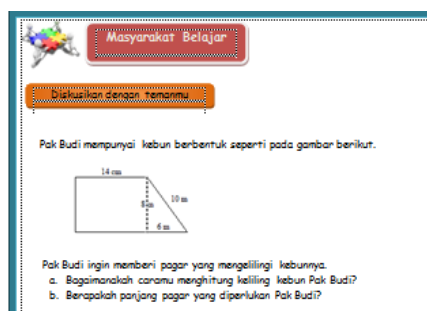 Masyarakat Belajar
Diskusikan dengan temanmu
Pak Budi mempunyai kebun berbentuk seperti pada gambar berikut.
14 cm
8 m
10 m
6 m
Pak Budi ingin memberi pagar yang mengelilingi kebunnya.
a. Bagaimanakah caramu menghitung keliling kebun Pak Budi?
b. Berapakah panjang pagar yang diperlukan Pak Budi?